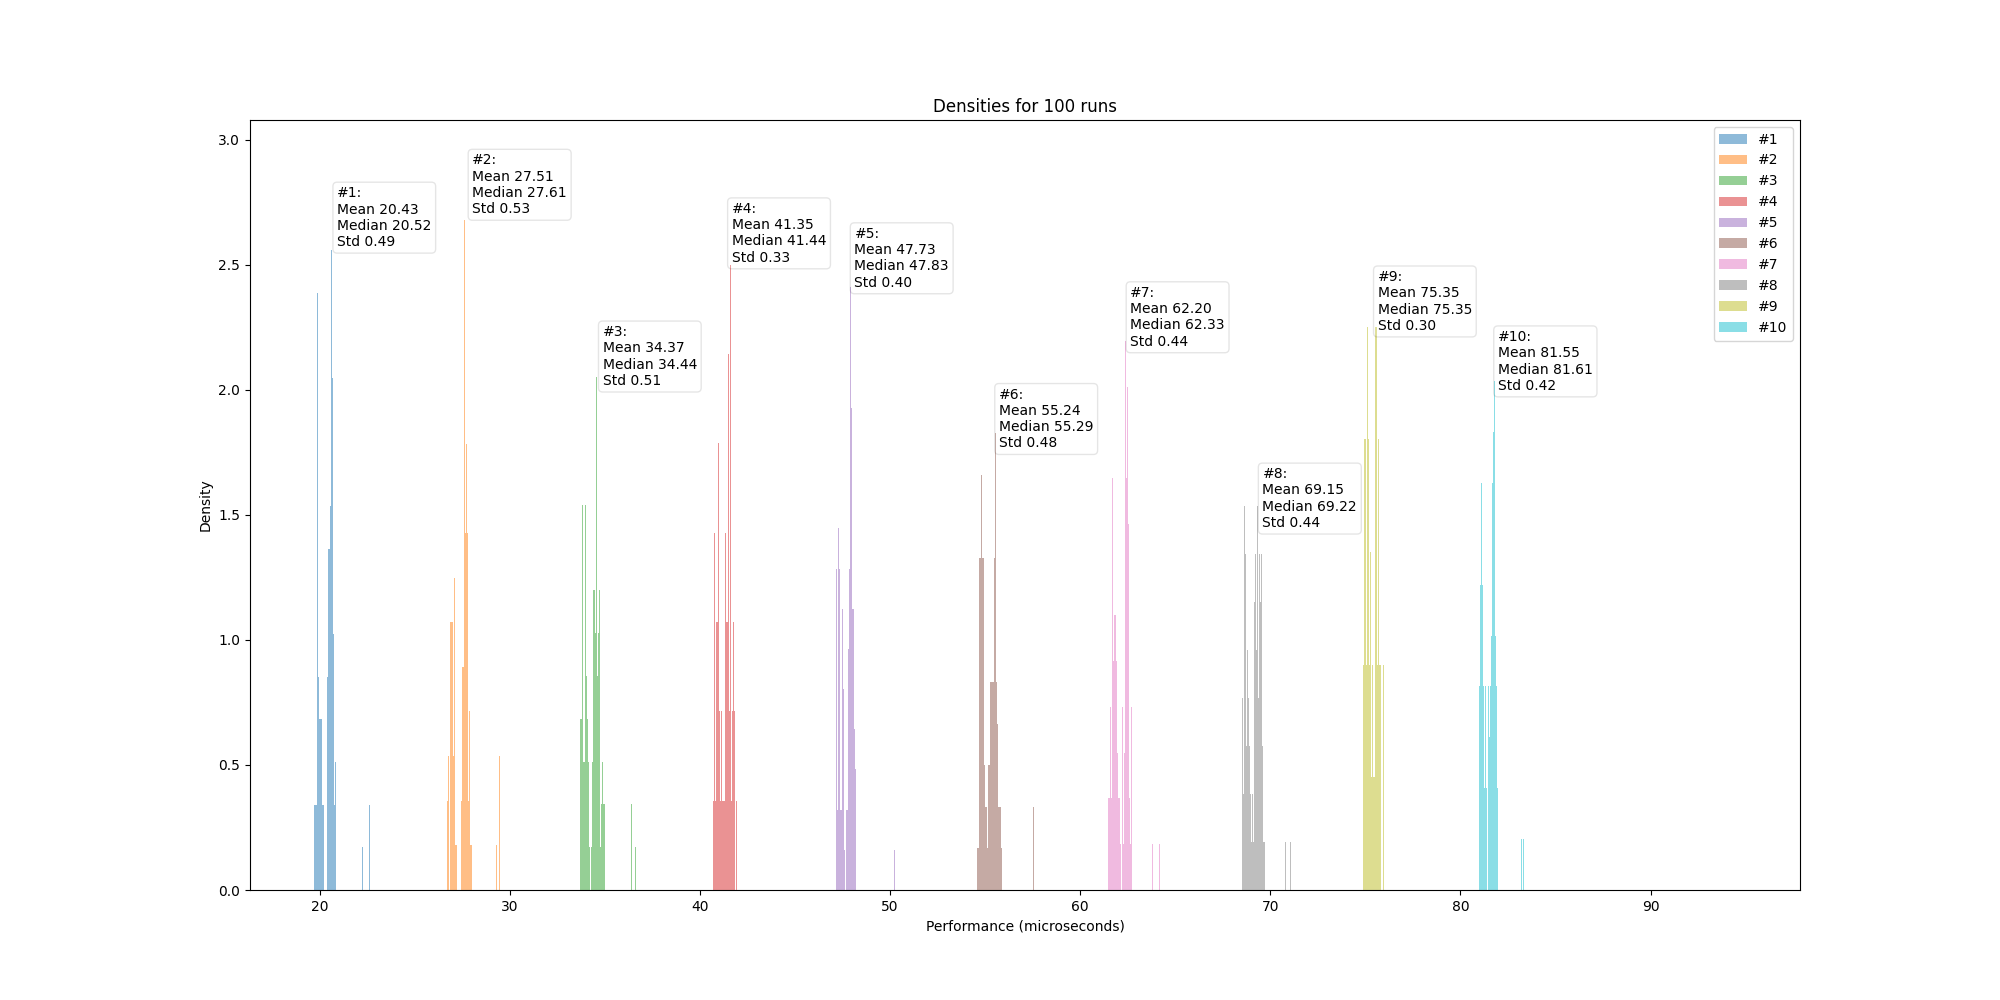 Densities for 100 runs
3.0
2.5
2.0
1.5
1.0
0.5
0.0
Density
#1:
Mean 20.43
Median 20.52
Std 0.49
#2:
Mean 27.51
Median 27.61
Std 0.53
#3:
Mean 34.37
Median 34.44
Std 0.51
#4:
Mean 41.35
Median 41.44
Std 0.33
#5:
Mean 47.73
Median 47.83
Std 0.40
#6:
Mean 55.24
Median 55.29
Std 0.48
#7:
Mean 62.20
Median 62.33
Std 0.44
#8:
Mean 69.15
Median 69.22
Std 0.44
#9:
Mean 75.35
Median 75.35
Std 0.30
#10:
Mean 81.55
Median 81.61
Std 0.42
#1
#2
#3
#4
#5
#6
#7
#8
#9
#10
20 30 40 50 60 70 80 90
Performance (microseconds)